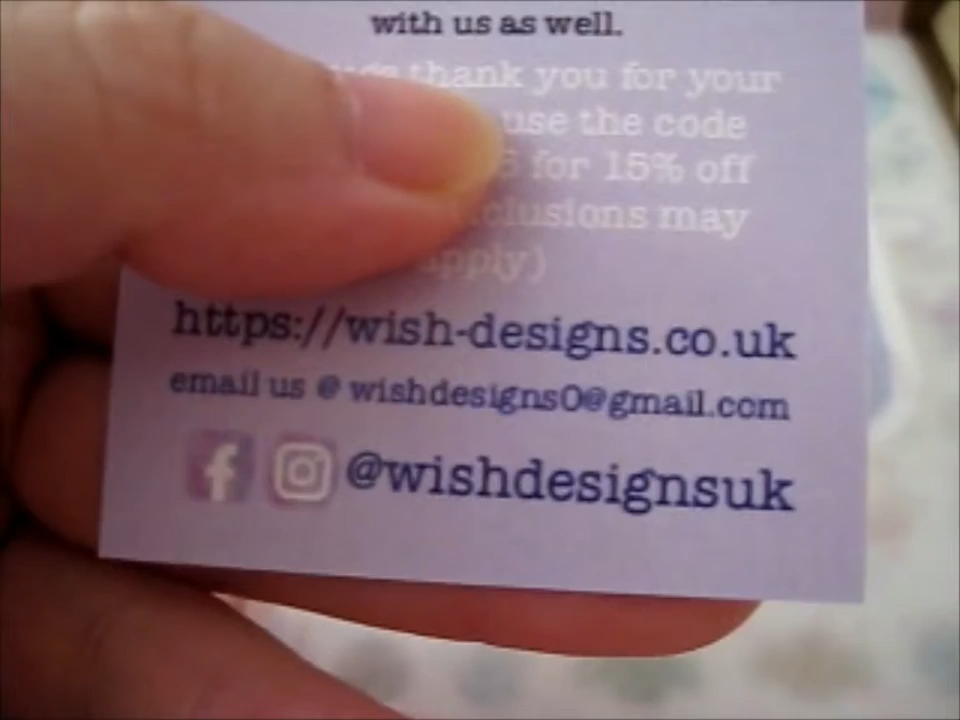 with us as well.
thank you for your
use the code
for 15% off
may
https://wish-designs.co.uk
email us @ wishdesigns0@gmail.com
@wishdesignsuk